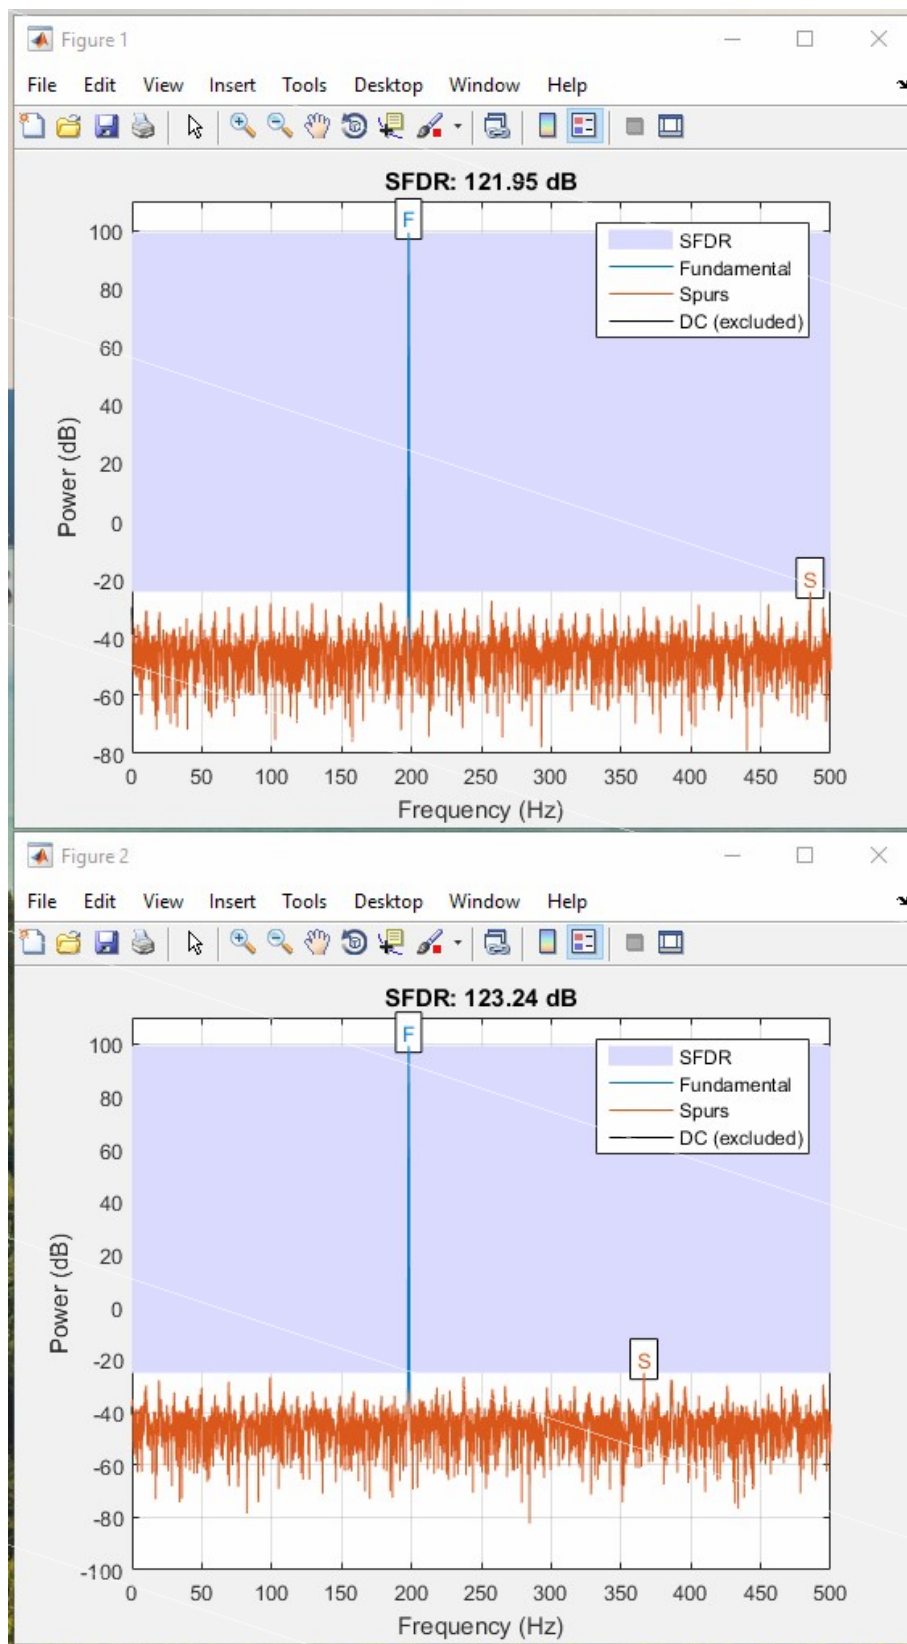 Figure 1
File Edit View Insert Tools Desktop Window Help
SFDR: 121.95 dB
F
SFDR
Fundamental
Spurs
DC (excluded)
100
80
60
40
20
0
-20
-40
-60
-80
Power (dB)
S
0 50 100 150 200 250 300 350 400 450 500
Frequency (Hz)
Figure 2
File Edit View Insert Tools Desktop Window Help
SFDR: 123.24 dB
F
SFDR
Fundamental
Spurs
DC (excluded)
100
80
60
40
20
0
-20
-40
-60
-80
-100
Power (dB)
S
0 50 100 150 200 250 300 350 400 450 500
Frequency (Hz)